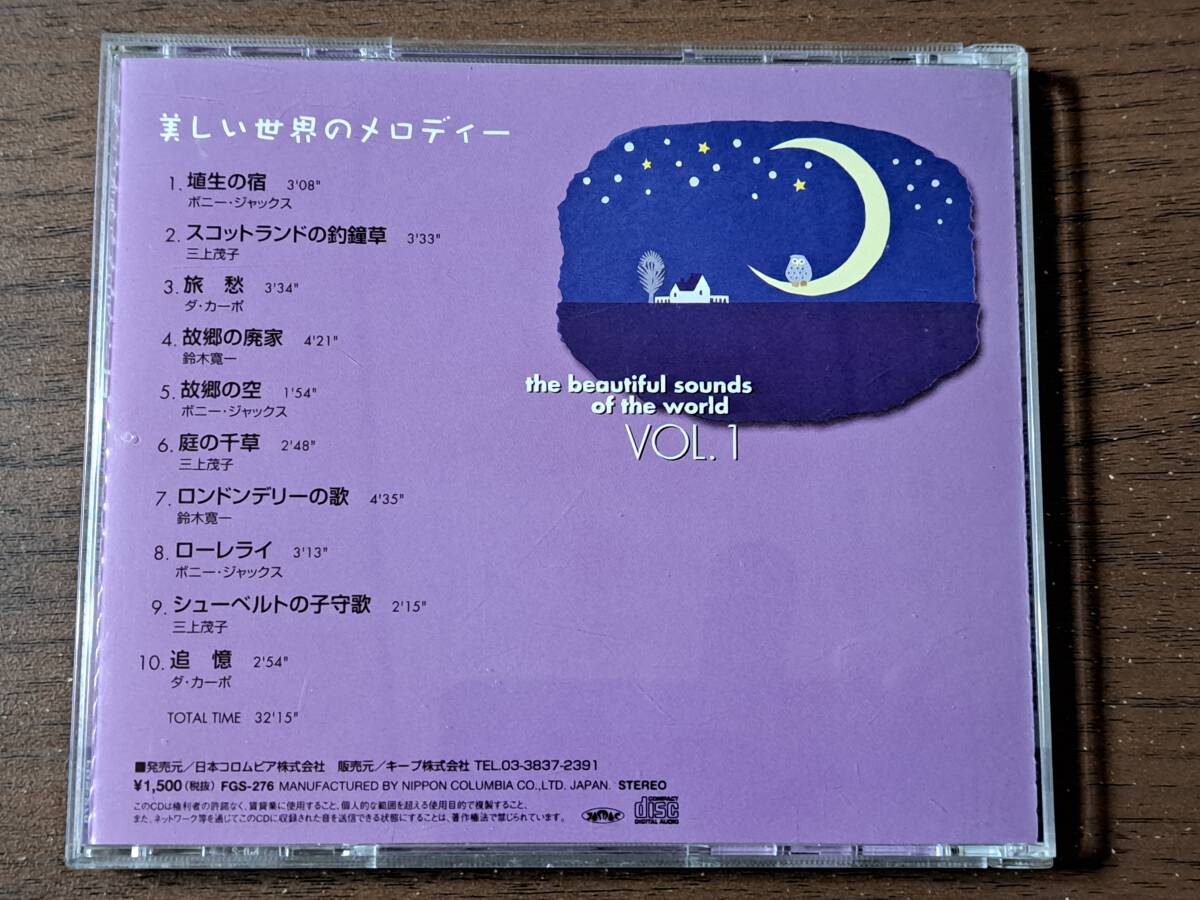 美しい世界のメロディー
1. 埴生の宿 3'08"
ボニー・ジャックス
2. スコットランドの釣鐘草 3'33"
三上茂子
3. 旅 愁 3'34"
ダ・カーポ
4. 故郷の廃家 4'21"
鈴木寛一
5. 故郷の空 1'54"
ボニー・ジャックス
6. 庭の千草 2'48"
三上茂子
7. ロンドンデリーの歌 4'35"
鈴木寛一
8. ローレライ 3'13"
ボニー・ジャックス
9. シューベルトの子守歌 2'15"
三上茂子
10. 追 憶 2'54"
ダ・カーポ
TOTAL TIME 32'15"
the beautiful sounds
of the world
VOL. 1
■発売元/日本コロムビア株式会社 販売元/キープ株式会社 TEL.03-3837-2391
¥1,500(税抜) FGS-276 MANUFACTURED BY NIPPON COLUMBIA CO.,LTD. JAPAN. STEREO
このCDは権利者の許諾なく、賃貸業に使用すること、個人的な範囲を超える使用目的で複製すること、
また、ネットワーク等を通じてこのCDに収録された音を送信できる状態にすることは、著作権法で禁じられています。
JASRAC
COMPACT
disc
DIGITAL AUDIO